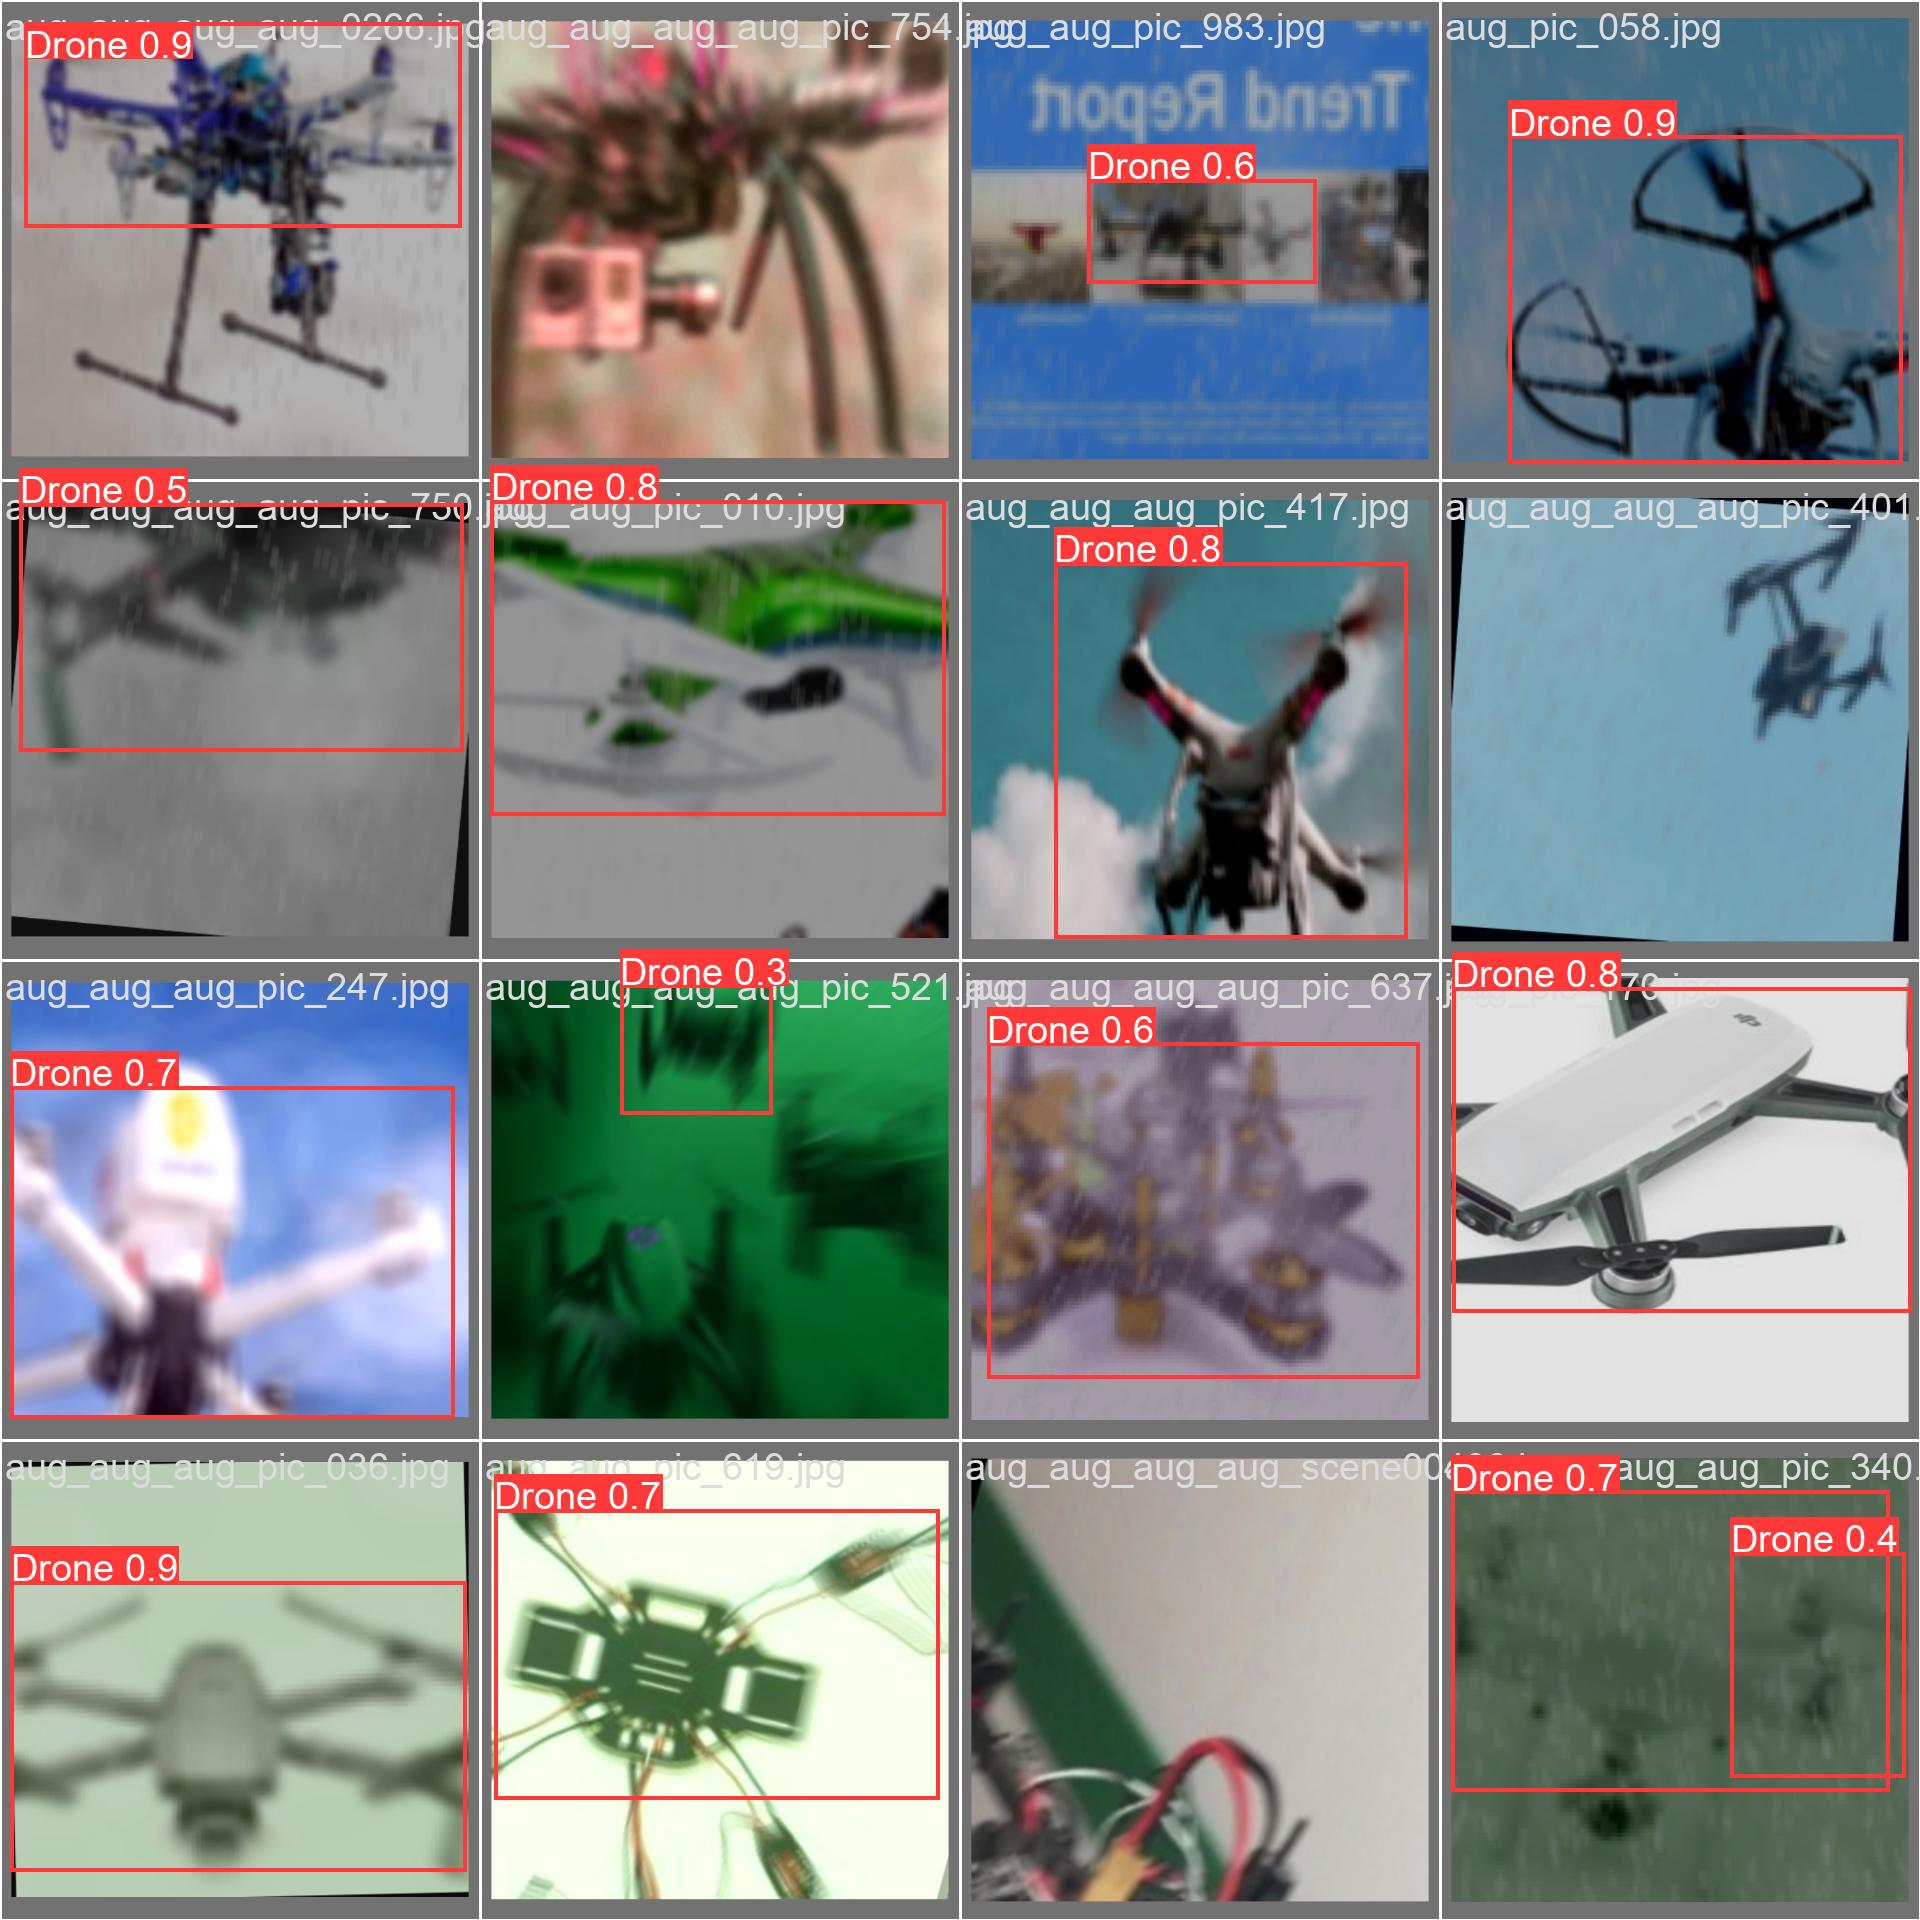 aug_aug_aug_aug_0266.jpg
Drone 0.9
aug_aug_aug_aug_pic_754.jpg
aug_aug_pic_983.jpg
Trend Report
Drone 0.6
aug_pic_058.jpg
Drone 0.9
Drone 0.5
aug_aug_aug_aug_pic_750.jpg
Drone 0.8
aug_aug_pic_010.jpg
aug_aug_aug_pic_417.jpg
Drone 0.8
aug_aug_aug_aug_pic_401.
aug_aug_aug_pic_247.jpg
Drone 0.7
Drone 0.3
aug_aug_aug_aug_pic_521.jpg
aug_aug_aug_aug_pic_637.jpg
Drone 0.6
Drone 0.8
dji
aug_aug_aug_pic_036.jpg
Drone 0.9
aug_aug_pic_619.jpg
Drone 0.7
aug_aug_aug_aug_scene00
Drone 0.7
aug_aug_pic_340.
Drone 0.4